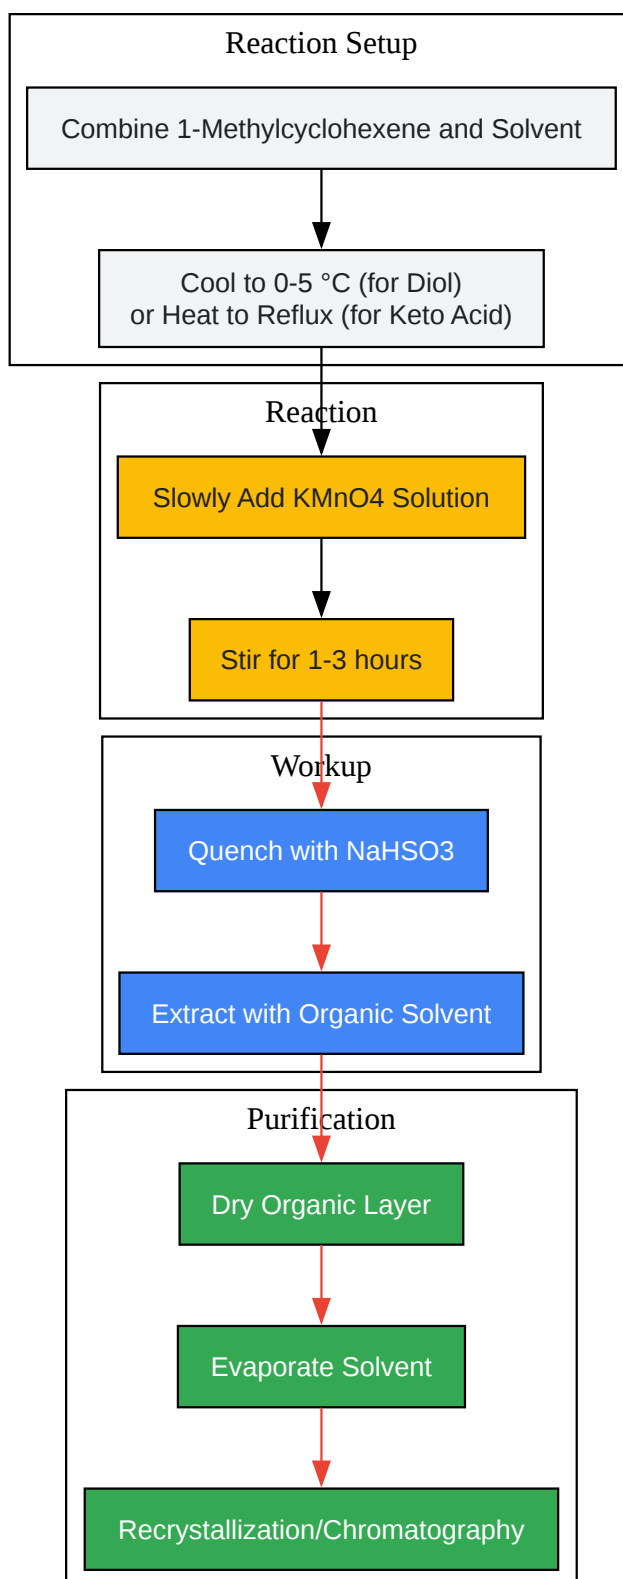 Reaction Setup
Combine 1-Methylcyclohexene and Solvent
Cool to 0-5 °C (for Diol)
or Heat to Reflux (for Keto Acid)
Reaction
Slowly Add KMnO4 Solution
Stir for 1-3 hours
Workup
Quench with NaHSO3
Extract with Organic Solvent
Purification
Dry Organic Layer
Evaporate Solvent
Recrystallization/Chromatography